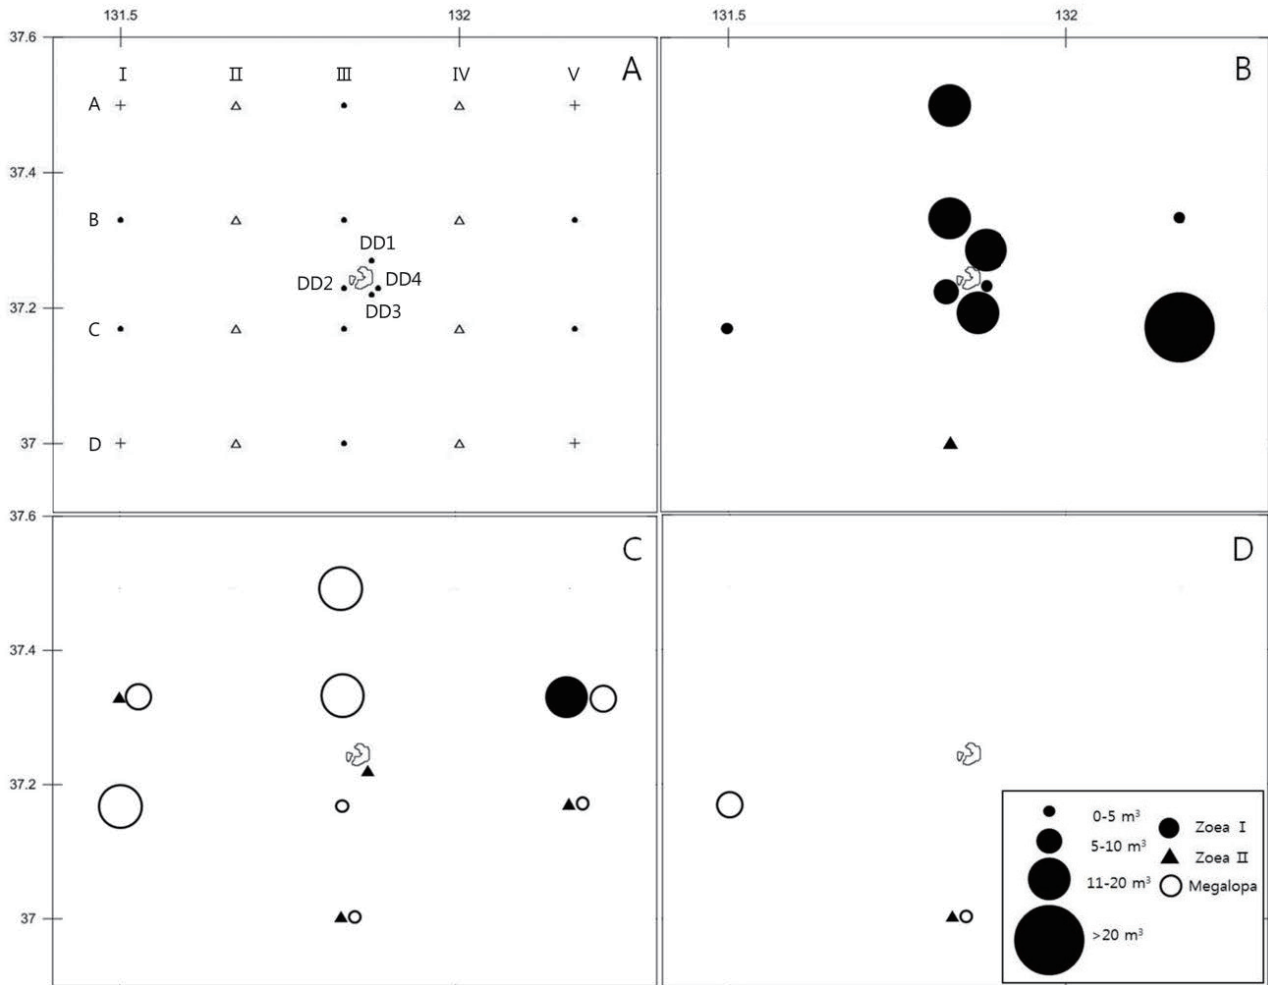 131.5 132 131.5 132
37.6
A B
I II III IV V
A
37.4
B
DD1
DD2 DD4
37.2
DD3
C
37 D
37.6
C D
37.4
37.2
0-5 m³
Zoea I
5-10 m³
Zoea II
11-20 m³
Megalopa
37
>20 m³